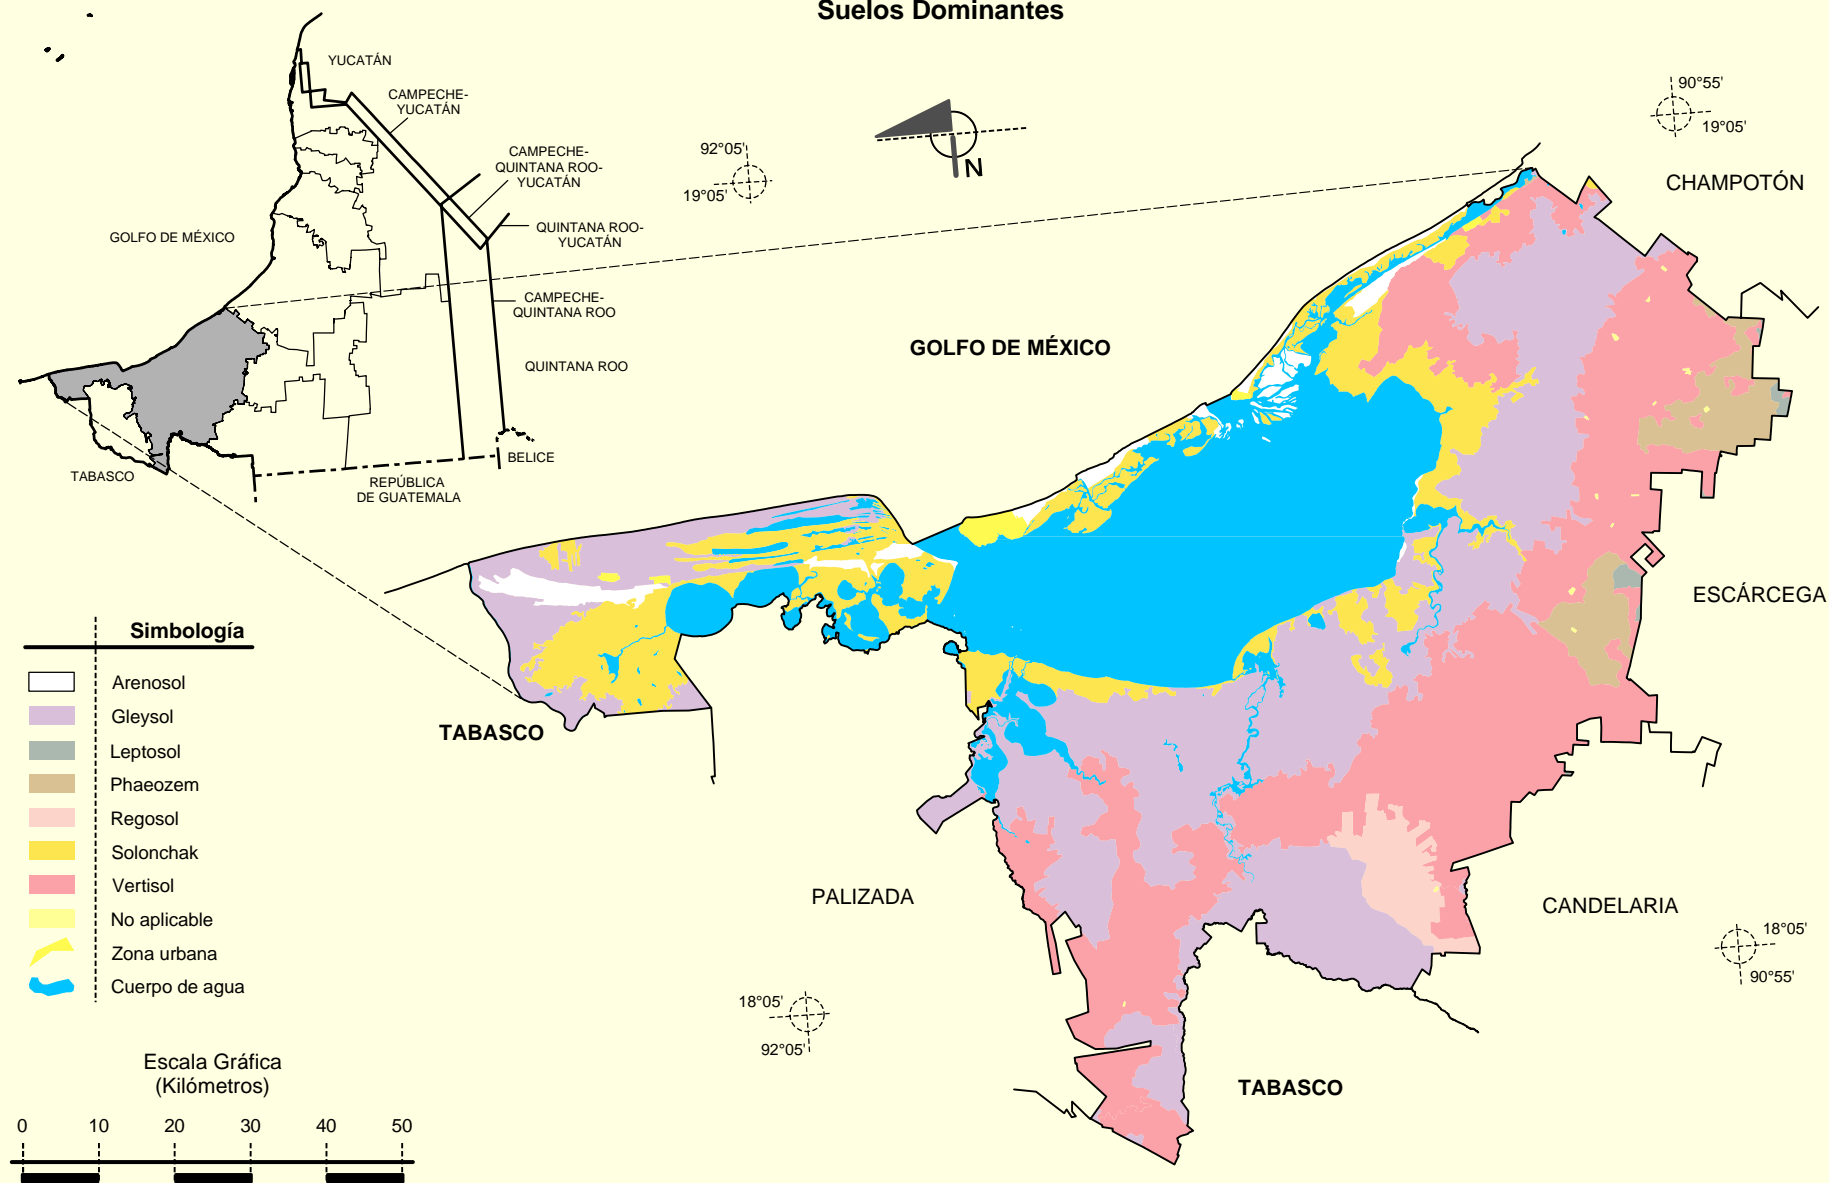 Suelos Dominantes
YUCATÁN
CAMPECHE-
YUCATÁN
CAMPECHE-
QUINTANA ROO-
YUCATÁN
QUINTANA ROO-
YUCATÁN
GOLFO DE MÉXICO
CAMPECHE-
QUINTANA ROO
QUINTANA ROO
BELICE
TABASCO
REPÚBLICA
DE GUATEMALA
92°05'
19°05'
N
90°55'
19°05'
CHAMPOTÓN
GOLFO DE MÉXICO
ESCÁRCEGA
TABASCO
PALIZADA
CANDELARIA
18°05'
90°55'
18°05'
92°05'
TABASCO
Simbología
Arenosol
Gleysol
Leptosol
Phaeozem
Regosol
Solonchak
Vertisol
No aplicable
Zona urbana
Cuerpo de agua
Escala Gráfica
(Kilómetros)
0 10 20 30 40 50